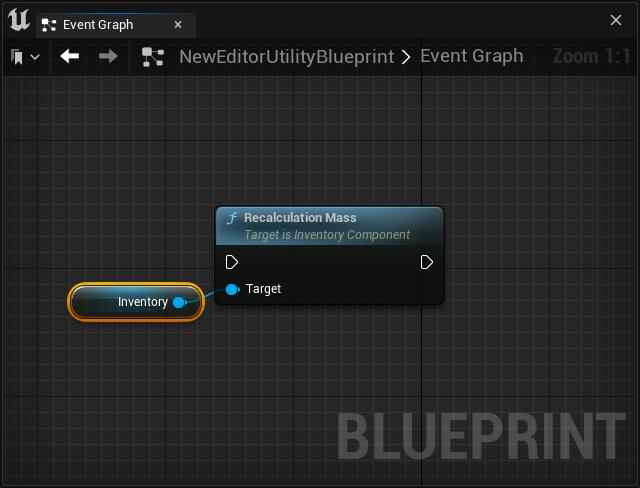 Event Graph
NewEditorUtilityBlueprint > Event Graph
Zoom 1:1
Recalculation Mass
Target is Inventory Component
Inventory
Target
BLUEPRINT